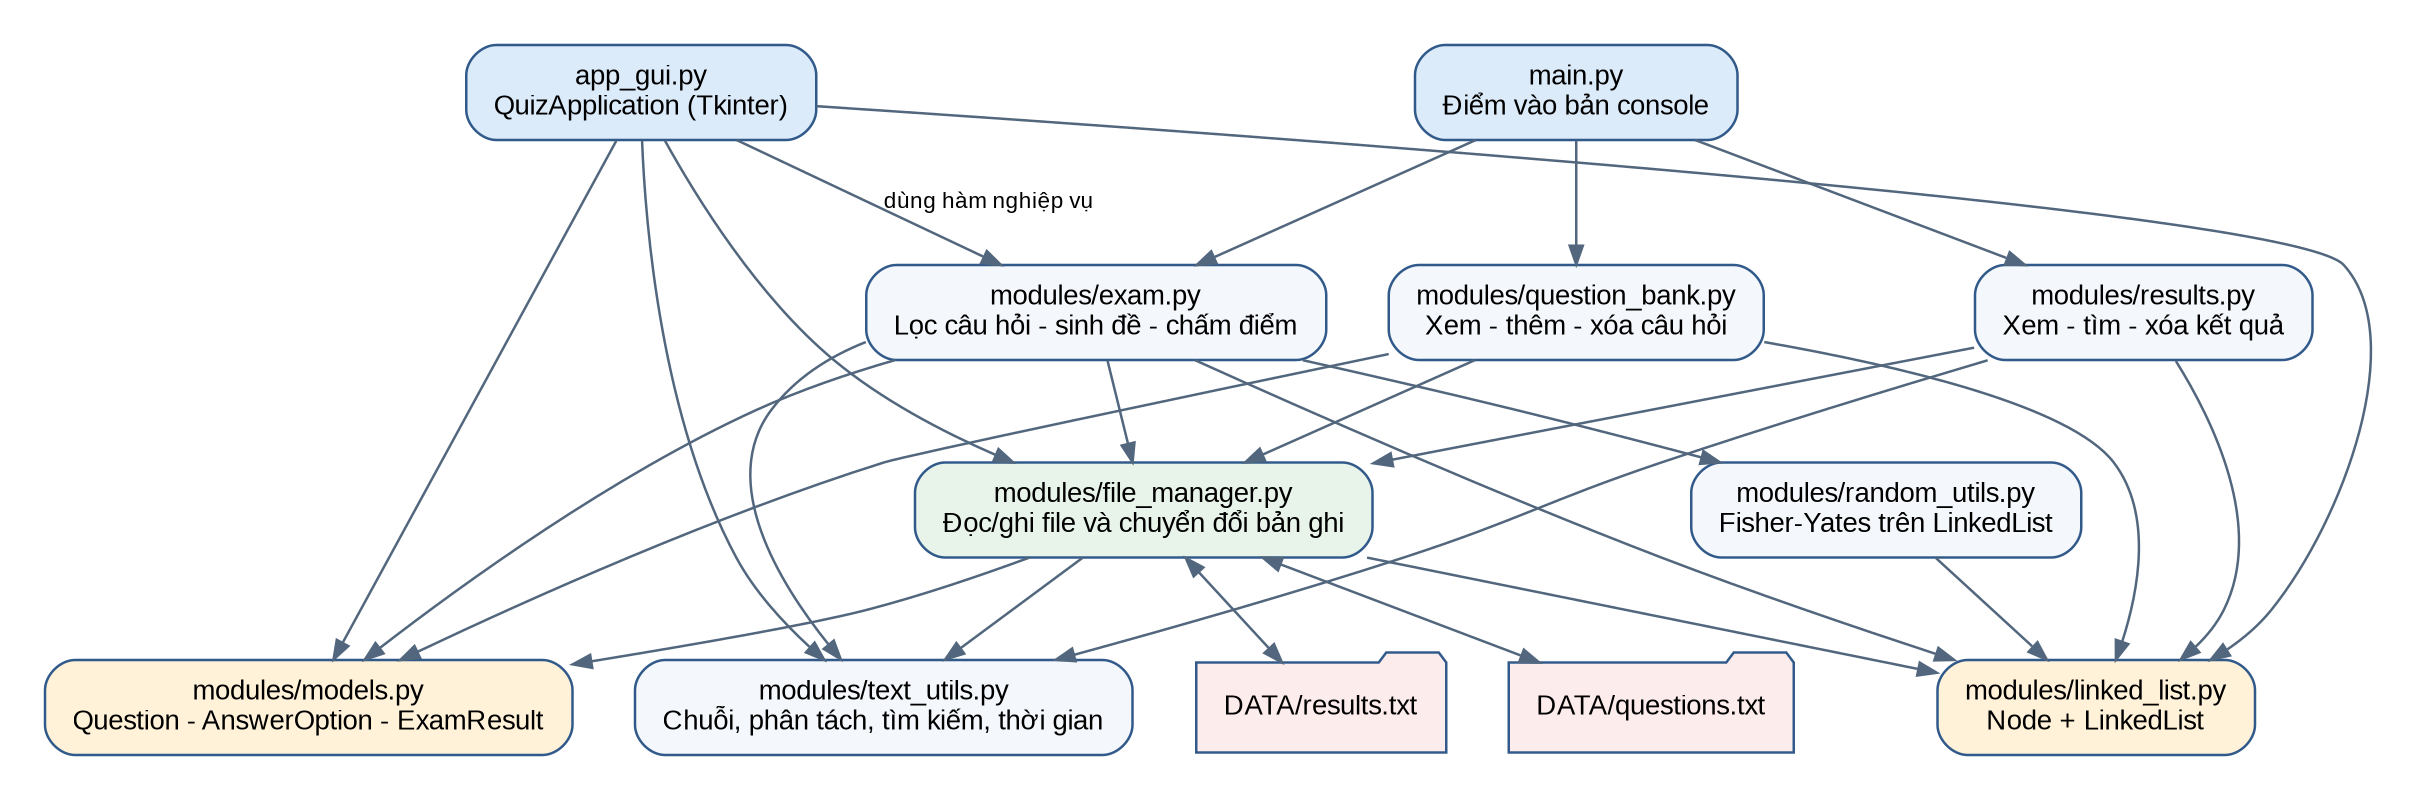 app_gui.py
QuizApplication (Tkinter)
main.py
Điểm vào bản console
dùng hàm nghiệp vụ
modules/exam.py
Lọc câu hỏi - sinh đề - chấm điểm
modules/question_bank.py
Xem - thêm - xóa câu hỏi
modules/results.py
Xem - tìm - xóa kết quả
modules/file_manager.py
Đọc/ghi file và chuyển đổi bản ghi
modules/random_utils.py
Fisher-Yates trên LinkedList
modules/models.py
Question - AnswerOption - ExamResult
modules/text_utils.py
Chuỗi, phân tách, tìm kiếm, thời gian
DATA/results.txt
DATA/questions.txt
modules/linked_list.py
Node + LinkedList